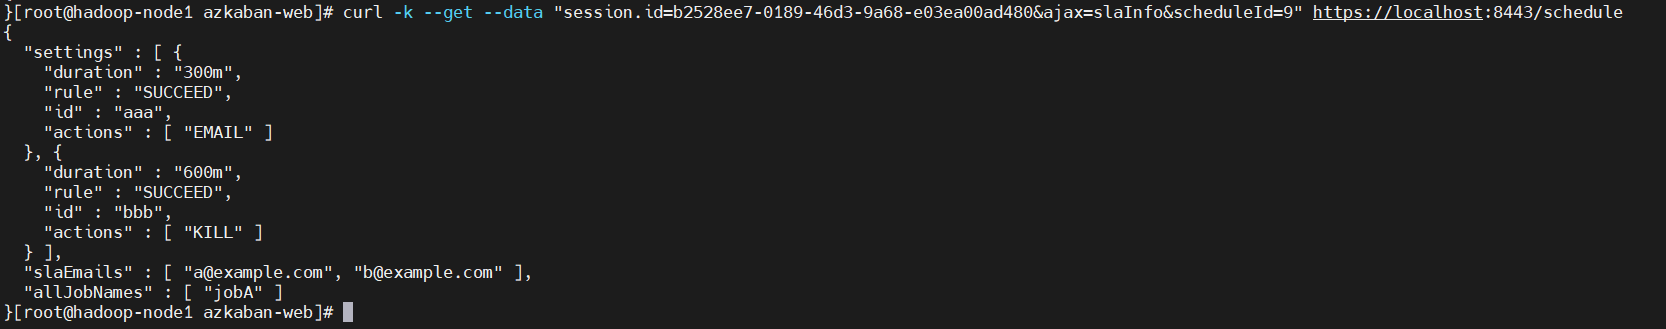 }[root@hadoop-node1 azkaban-web]# curl -k --get --data "session.id=b2528ee7-0189-46d3-9a68-e03ea00ad480&ajax=slaInfo&scheduleId=9" https://localhost:8443/schedule
{
  "settings" : [ {
    "duration" : "300m",
    "rule" : "SUCCEED",
    "id" : "aaa",
    "actions" : [ "EMAIL" ]
  }, {
    "duration" : "600m",
    "rule" : "SUCCEED",
    "id" : "bbb",
    "actions" : [ "KILL" ]
  } ],
  "slaEmails" : [ "a@example.com", "b@example.com" ],
  "allJobNames" : [ "jobA" ]
}[root@hadoop-node1 azkaban-web]#